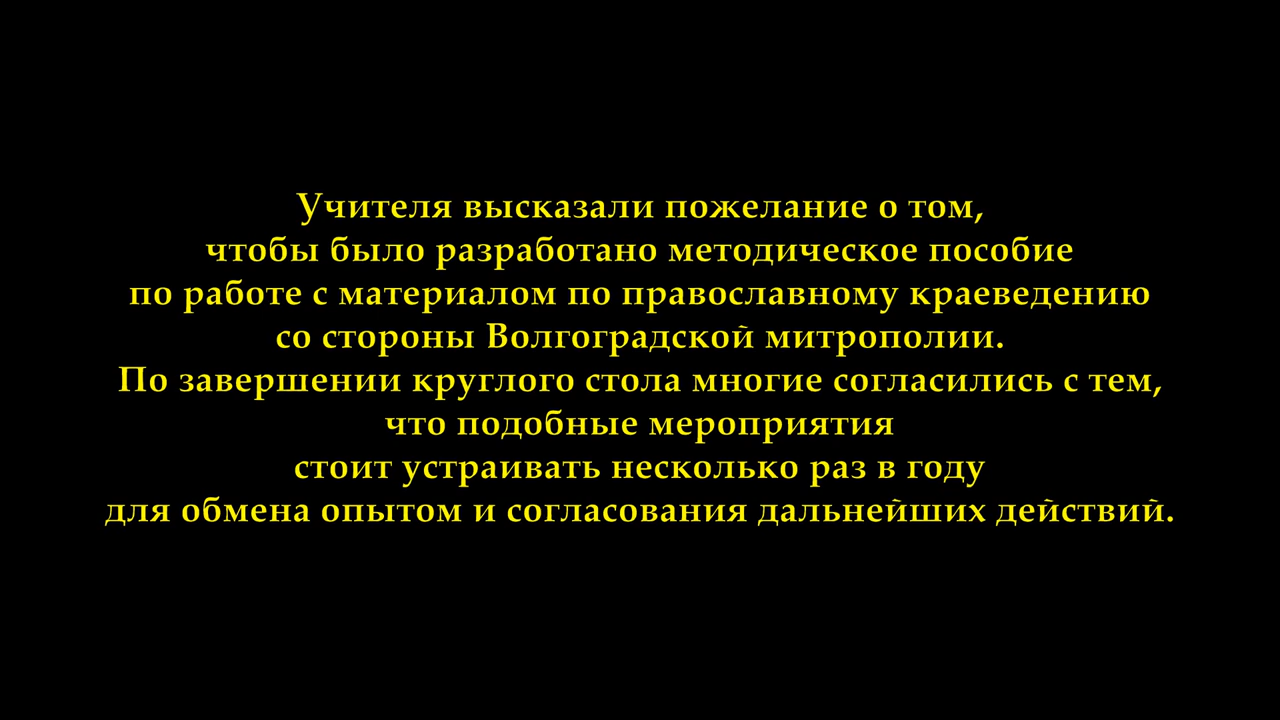 Учителя высказали пожелание о том,
чтобы было разработано методическое пособие
по работе с материалом по православному краеведению
со стороны Волгоградской митрополии.
По завершении круглого стола многие согласились с тем,
что подобные мероприятия
стоит устраивать несколько раз в году
для обмена опытом и согласования дальнейших действий.